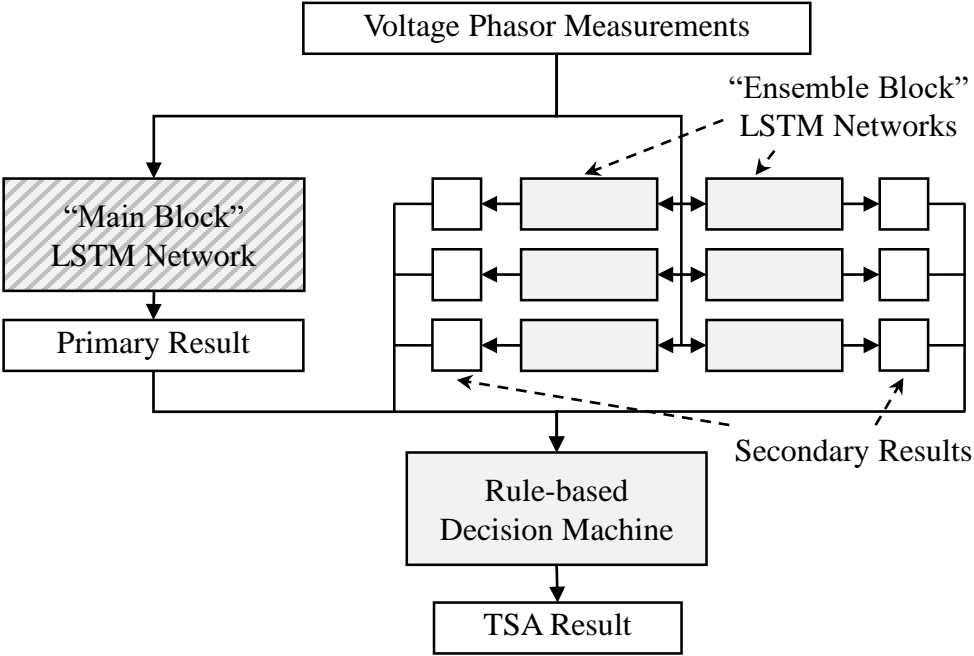 Voltage Phasor Measurements
“Ensemble Block”
LSTM Networks
“Main Block”
LSTM Network
Primary Result
Secondary Results
Rule-based
Decision Machine
TSA Result